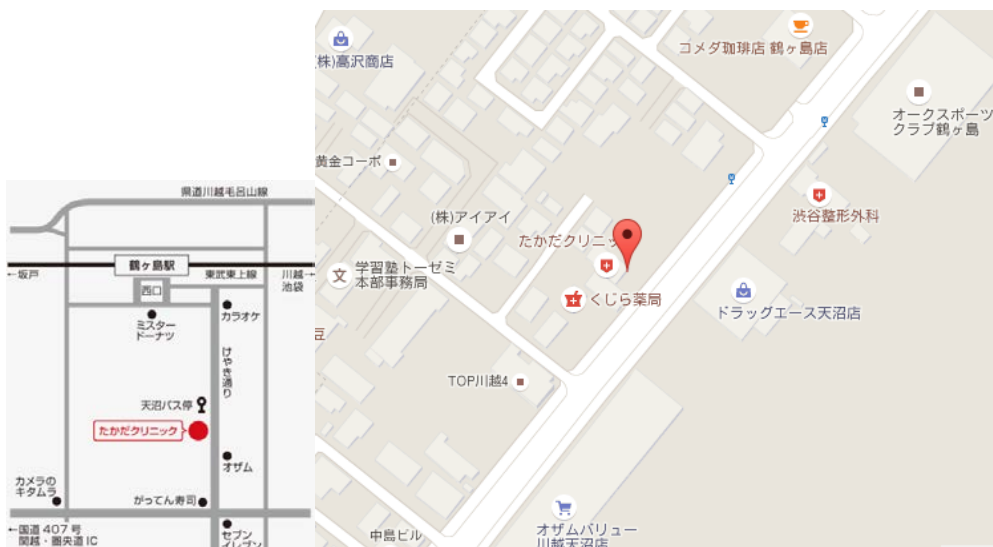 県道川越毛呂山線
鶴ヶ島駅
←坂戸
東武東上線
川越→
池袋
西口
ミスター
ドーナツ
カラオケ
けやき通り
天沼バス停
たかだクリニック
オザム
カメラの
キタムラ
がってん寿司
←国道407号
関越・圏央道IC
セブン
イレブン
コメダ珈琲店 鶴ヶ島店
(株)高沢商店
オークスポーツ
クラブ鶴ヶ島
黄金コーポ
渋谷整形外科
(株)アイアイ
たかだクリニッ
文
学習塾トーゼミ
本部事務局
くじら薬局
ドラッグエース天沼店
豆
TOP川越4
オザムバリュー
川越天沼店
中島ビル